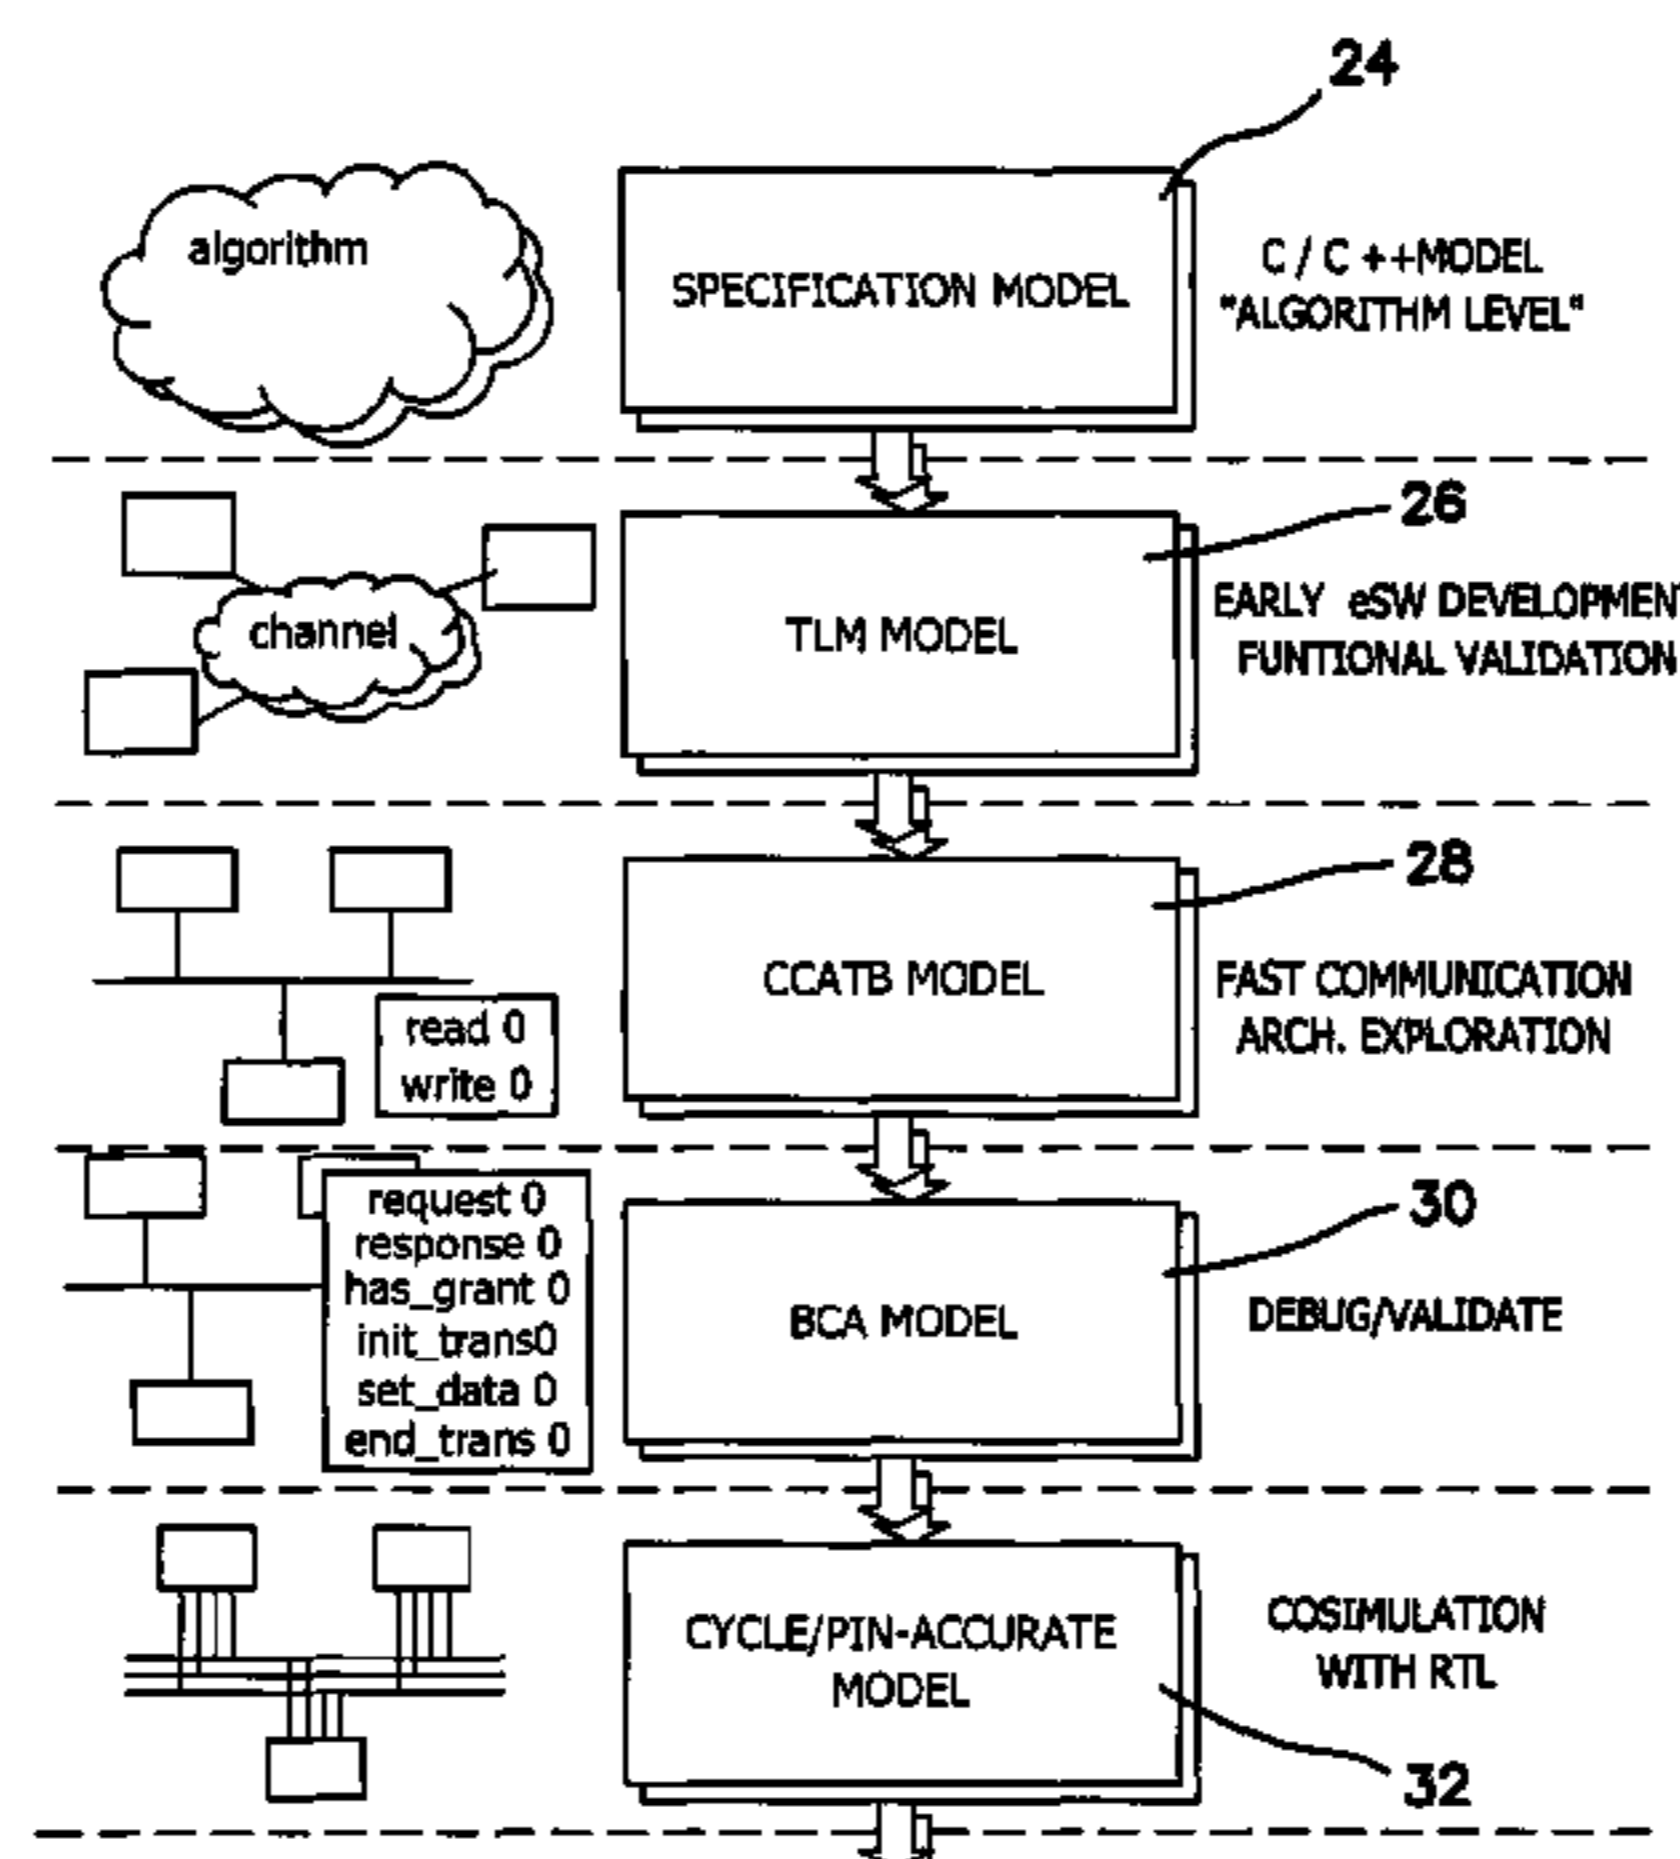 24
algorithm
SPECIFICATION MODEL
C / C ++MODEL
"ALGORITHM LEVEL"
26
channel
TLM MODEL
EARLY eSW DEVELOPMEN
FUNTIONAL VALIDATION
28
read 0
write 0
CCATB MODEL
FAST COMMUNICATION
ARCH. EXPLORATION
30
request 0
response 0
has_grant 0
init_trans0
set_data 0
end_trans 0
BCA MODEL
DEBUG/VALIDATE
CYCLE/PIN-ACCURATE
MODEL
COSIMULATION
WITH RTL
32